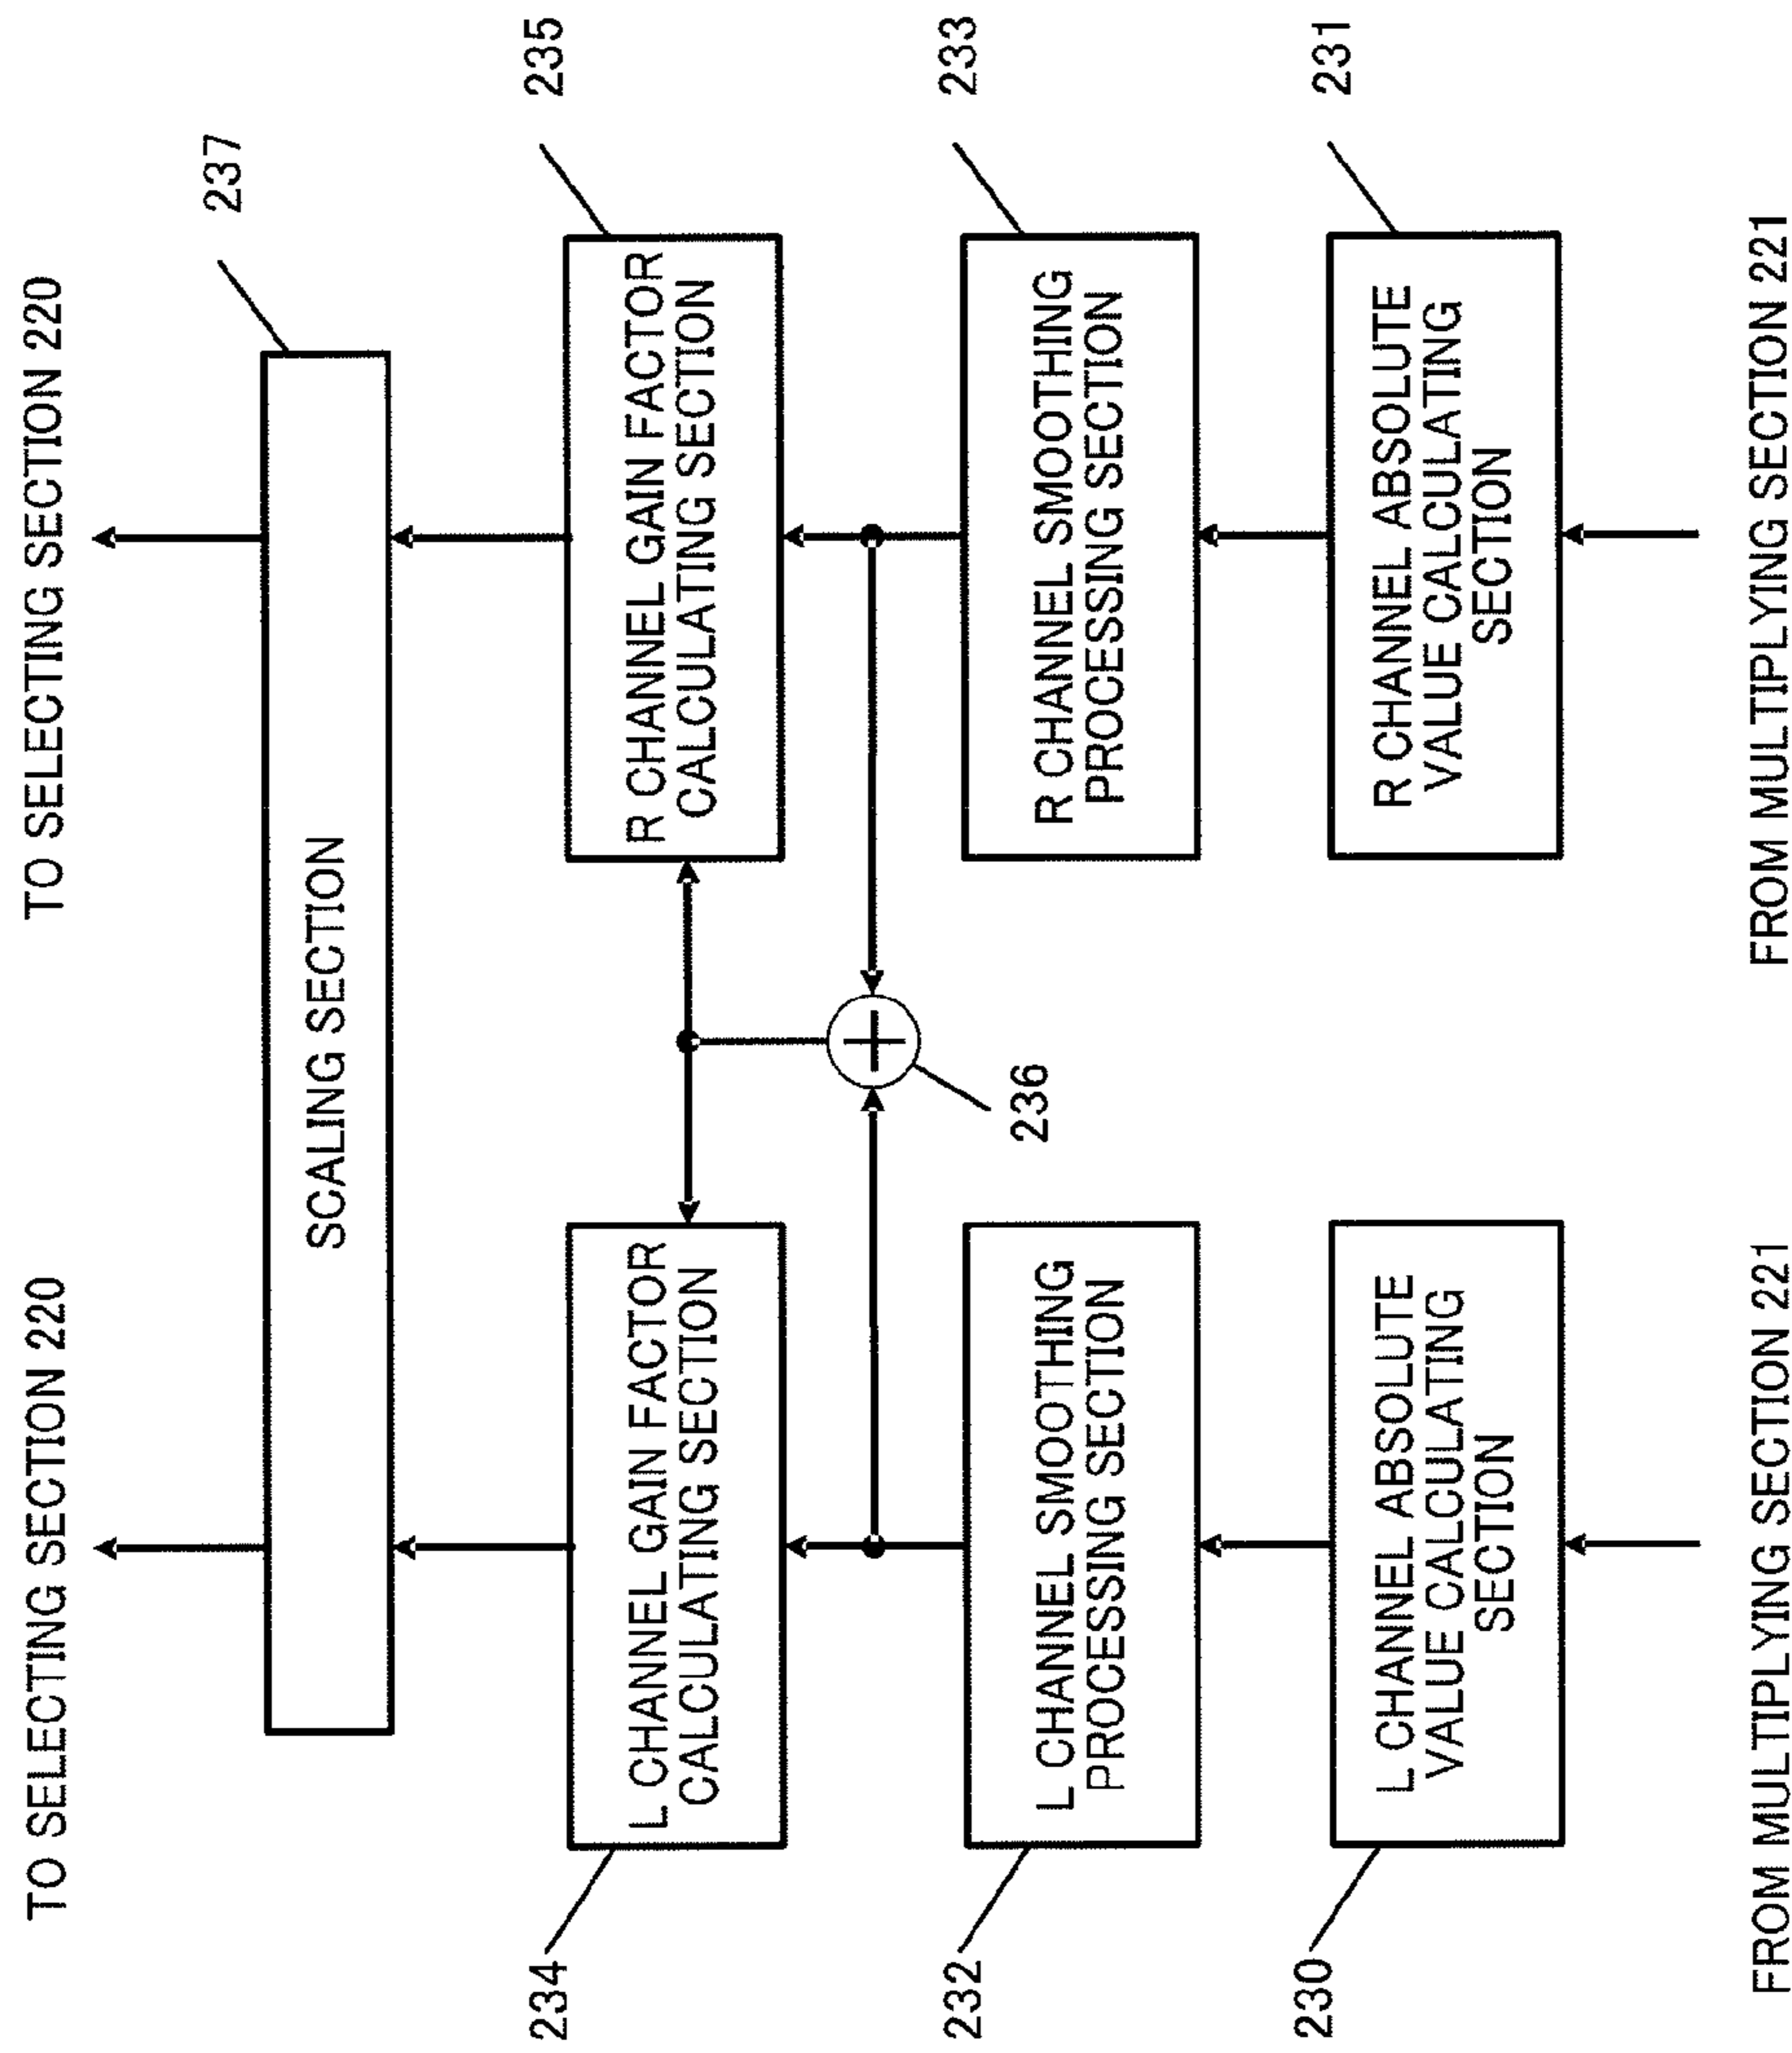 TO SELECTING SECTION 220
TO SELECTING SECTION 220
237
SCALING SECTION
234
L CHANNEL GAIN FACTOR
CALCULATING SECTION
R CHANNEL GAIN FACTOR
CALCULATING SECTION
235
236
232
L CHANNEL SMOOTHING
PROCESSING SECTION
R CHANNEL SMOOTHING
PROCESSING SECTION
233
230
L CHANNEL ABSOLUTE
VALUE CALCULATING
SECTION
R CHANNEL ABSOLUTE
VALUE CALCULATING
SECTION
231
FROM MULTIPLYING SECTION 221
FROM MULTIPLYING SECTION 221